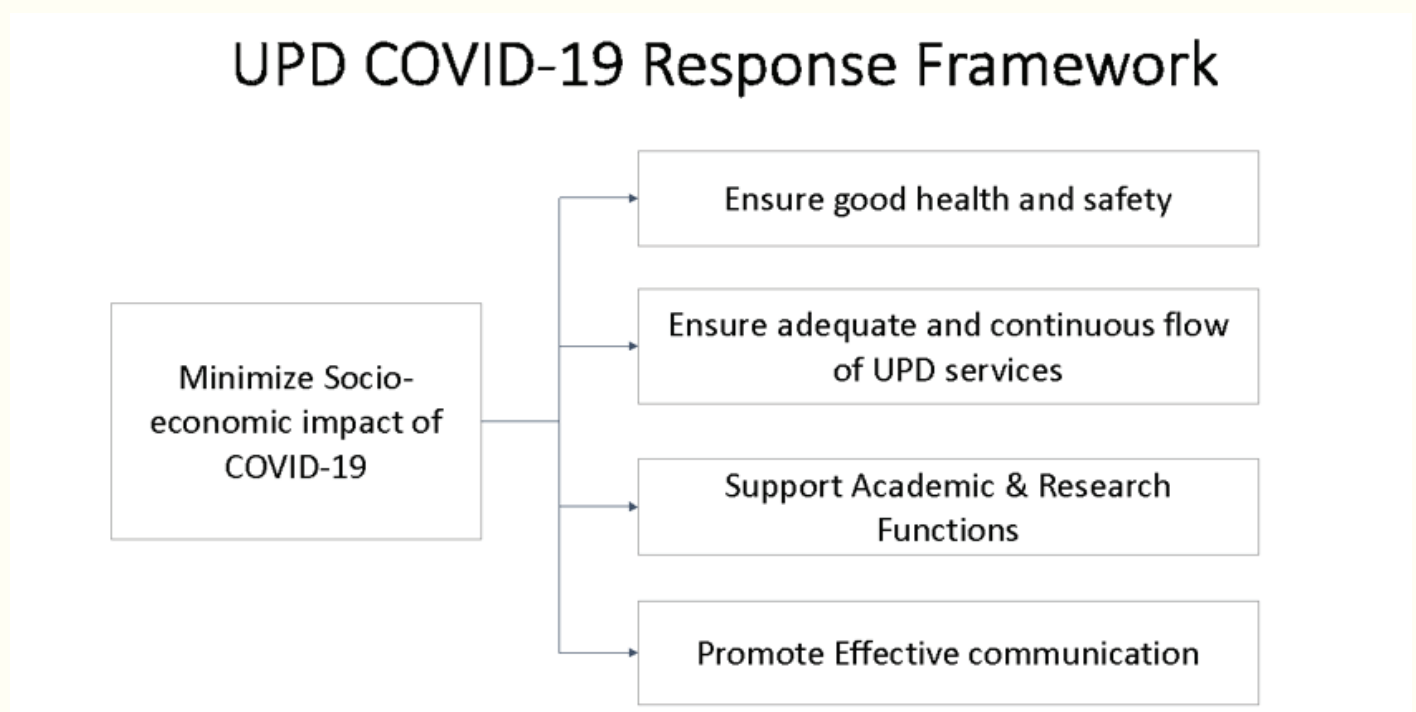 UPD COVID-19 Response Framework
Ensure good health and safety
Ensure adequate and continuous flow
of UPD services
Minimize Socio-
economic impact of
COVID-19
Support Academic & Research
Functions
Promote Effective communication